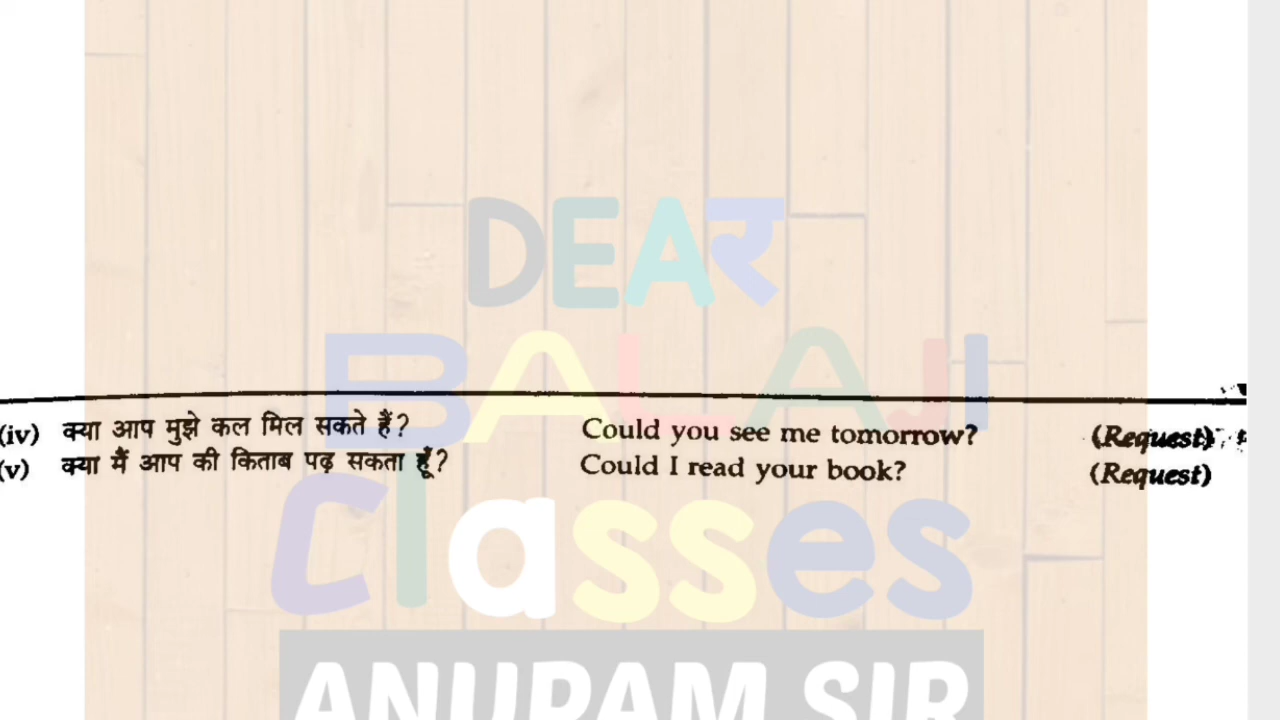 DEAर
BALAJI
(iv) क्या आप मुझे कल मिल सकते हैं? Could you see me tomorrow? (Request)
(v) क्या मैं आप की किताब पढ़ सकता हूँ? Could I read your book? (Request)
Classes
ANUPAM SIR